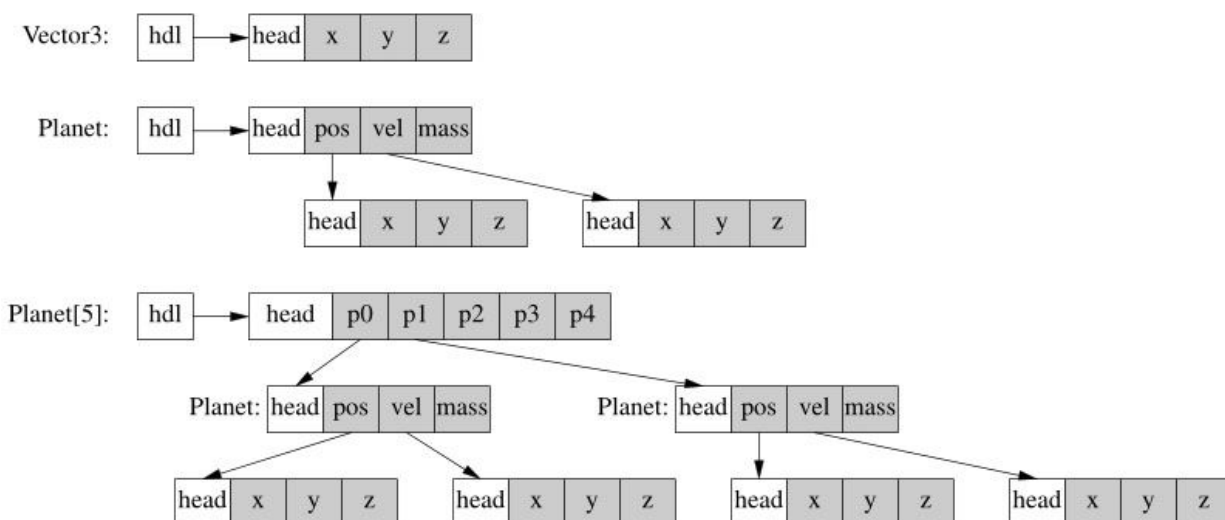 Vector3: hdl head x y z
Planet: hdl head pos vel mass
head x y z head x y z
Planet[5]: hdl head p0 p1 p2 p3 p4
Planet: head pos vel mass Planet: head pos vel mass
head x y z head x y z head x y z head x y z